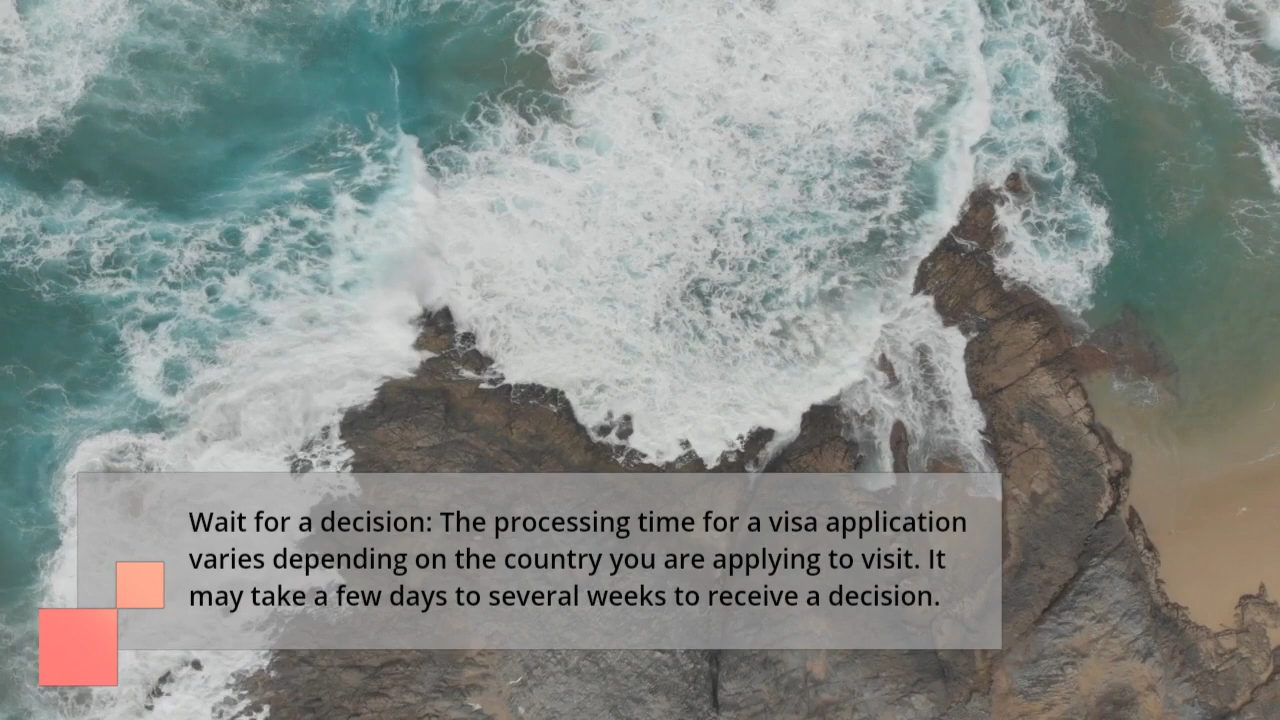 Wait for a decision: The processing time for a visa application
varies depending on the country you are applying to visit. It
may take a few days to several weeks to receive a decision.